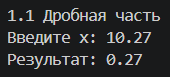 1.1 Дробная часть
Введите x: 10.27
Результат: 0.27